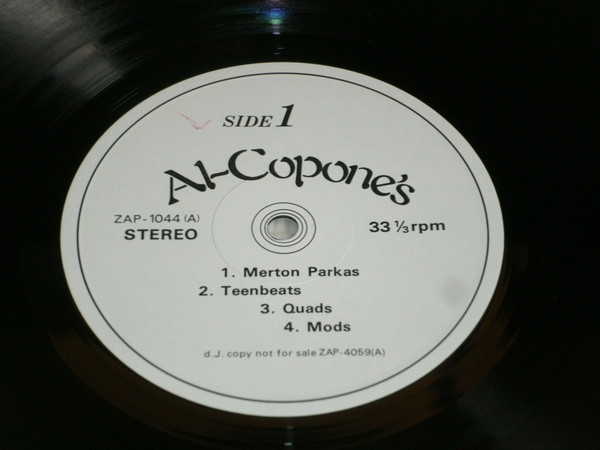 SIDE 1
Al-Copone's
ZAP-1044 (A)
STEREO
33 ⅓ rpm
1. Merton Parkas
2. Teenbeats
3. Quads
4. Mods
d.J. copy not for sale ZAP-4059(A)